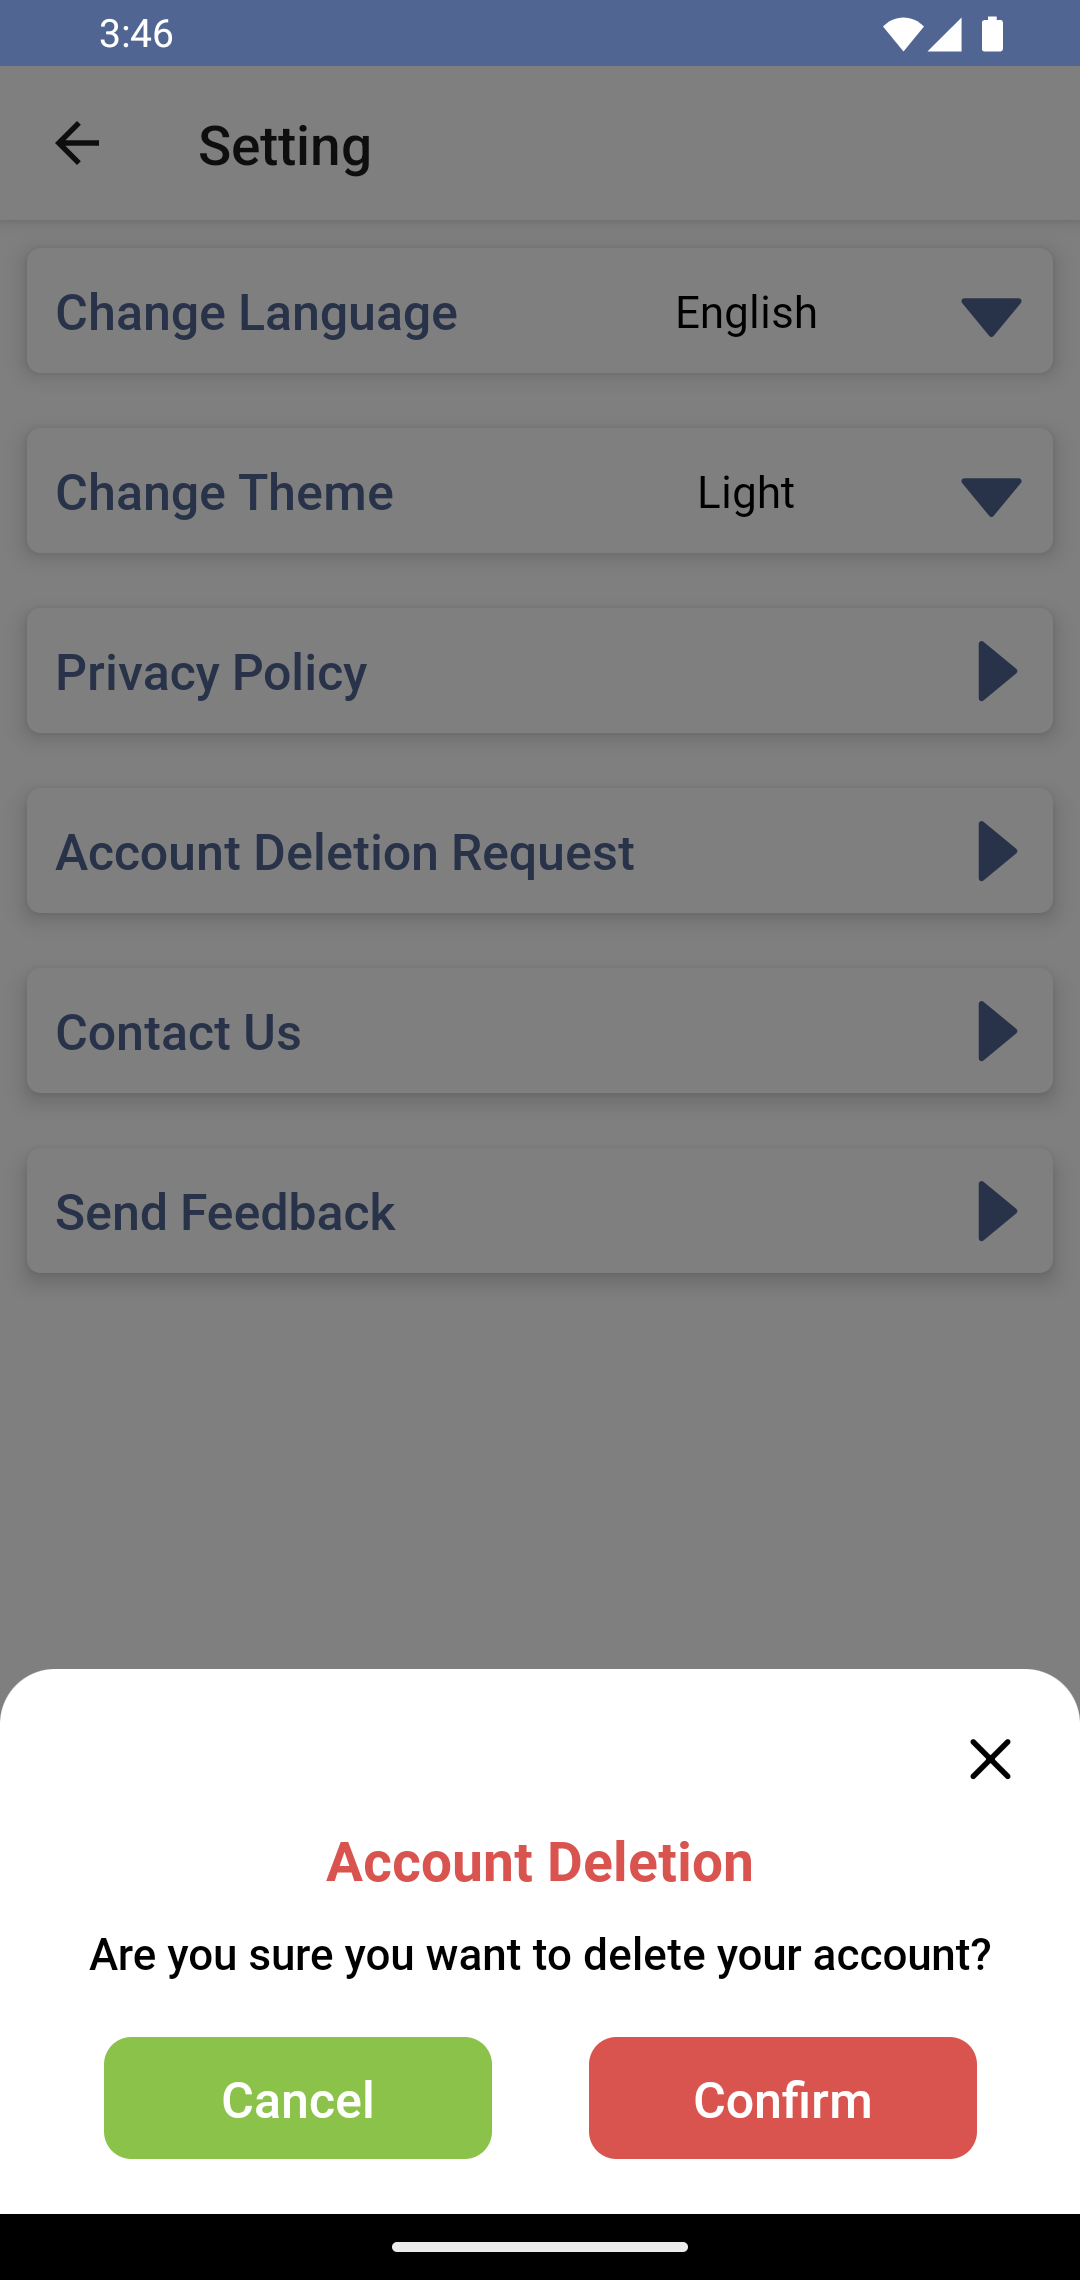 3:46
Setting
Change Language English
Change Theme Light
Privacy Policy
Account Deletion Request
Contact Us
Send Feedback
Account Deletion
Are you sure you want to delete your account?
Cancel Confirm